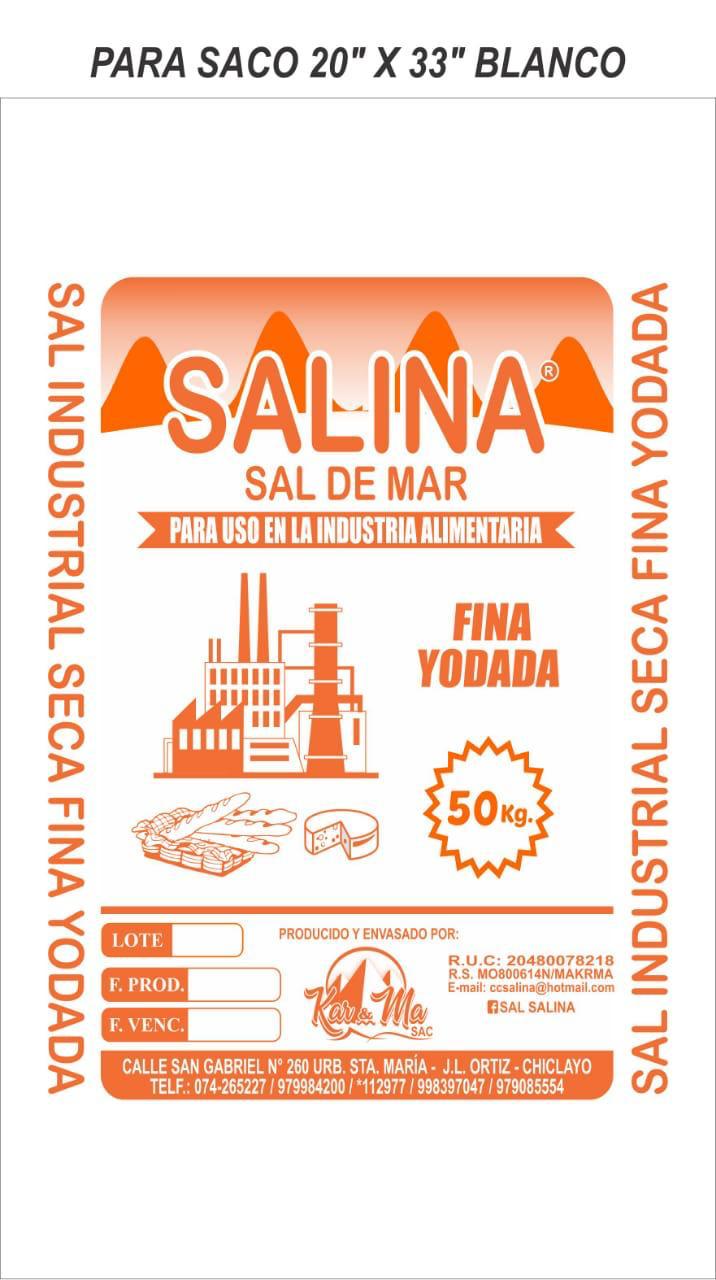 PARA SACO 20" X 33" BLANCO
SAL INDUSTRIAL SECA FINA YODADA
SALINA®
SAL DE MAR
PARA USO EN LA INDUSTRIA ALIMENTARIA
FINA
YODADA
50 Kg.
LOTE
F. PROD.
F. VENC.
PRODUCIDO Y ENVASADO POR:
Kar & Ma
SAC
R.U.C: 20480078218
R.S. MO800614N/MAKRMA
E-mail: ccsalina@hotmail.com
SAL SALINA
CALLE SAN GABRIEL N° 260 URB. STA. MARÍA - J.L. ORTIZ - CHICLAYO
TELF.: 074-265227 / 979984200 / *112977 / 998397047 / 979085554
SAL INDUSTRIAL SECA FINA YODADA